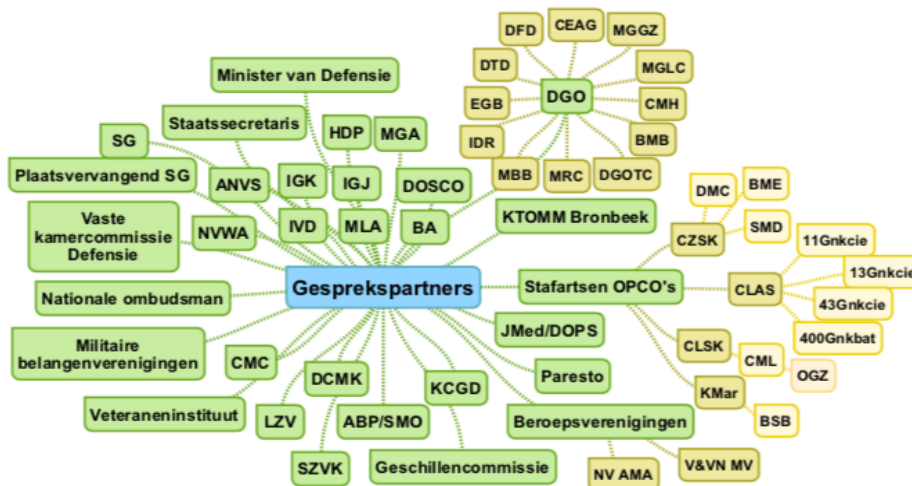 DFD
CEAG
MGGZ
DTD
MGLC
EGB
DGO
CMH
IDR
BMB
MBB
MRC
DGOTC
Minister van Defensie
Staatssecretaris
HDP
MGA
SG
Plaatsvervangend SG
ANVS
IGK
IGJ
DOSCO
Vaste
kamercommissie
Defensie
NVWA
IVD
MLA
BA
KTOMM Bronbeek
DMC
BME
CZSK
SMD
11Gnkcie
13Gnkcie
Nationale ombudsman
Gesprekspartners
Stafartsen OPCO's
CLAS
43Gnkcie
400Gnkbat
Militaire
belangenverenigingen
CMC
JMed/DOPS
CLSK
CML
OGZ
DCMK
KCGD
Paresto
KMar
BSB
Veteraneninstituut
LZV
ABP/SMO
Beroepsverenigingen
SZVK
Geschillencommissie
NV AMA
V&VN MV